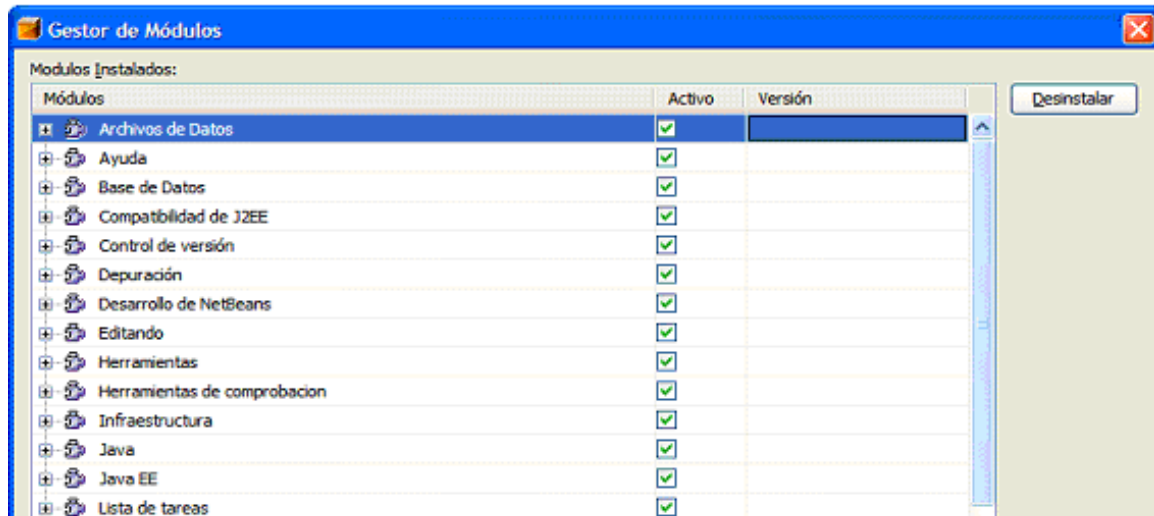 Gestor de Módulos
Modulos Instalados:
Módulos Activo Versión Desinstalar
Archivos de Datos
Ayuda
Base de Datos
Compatibilidad de J2EE
Control de versión
Depuración
Desarrollo de NetBeans
Editando
Herramientas
Herramientas de comprobacion
Infraestructura
Java
Java EE
Lista de tareas